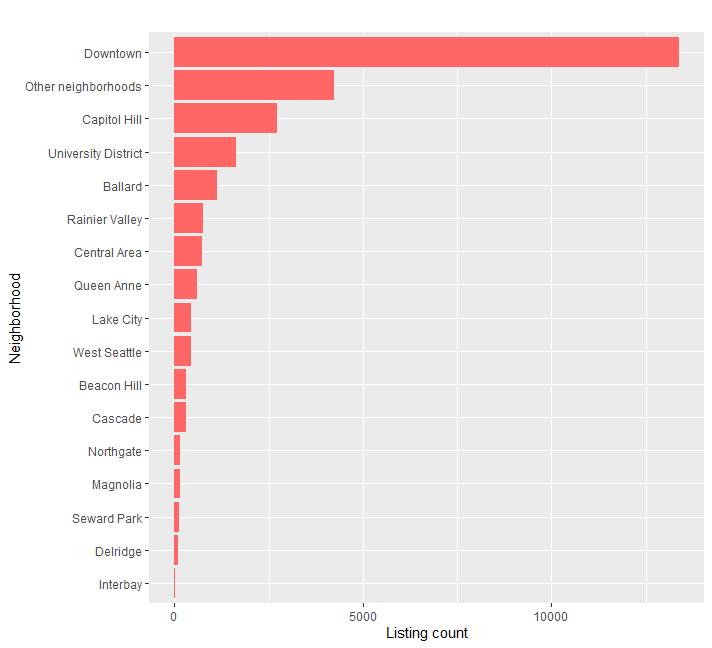 Downtown
Other neighborhoods
Capitol Hill
University District
Ballard
Rainier Valley
Central Area
Queen Anne
Lake City
West Seattle
Beacon Hill
Cascade
Northgate
Magnolia
Seward Park
Delridge
Interbay
Neighborhood
0 5000 10000
Listing count